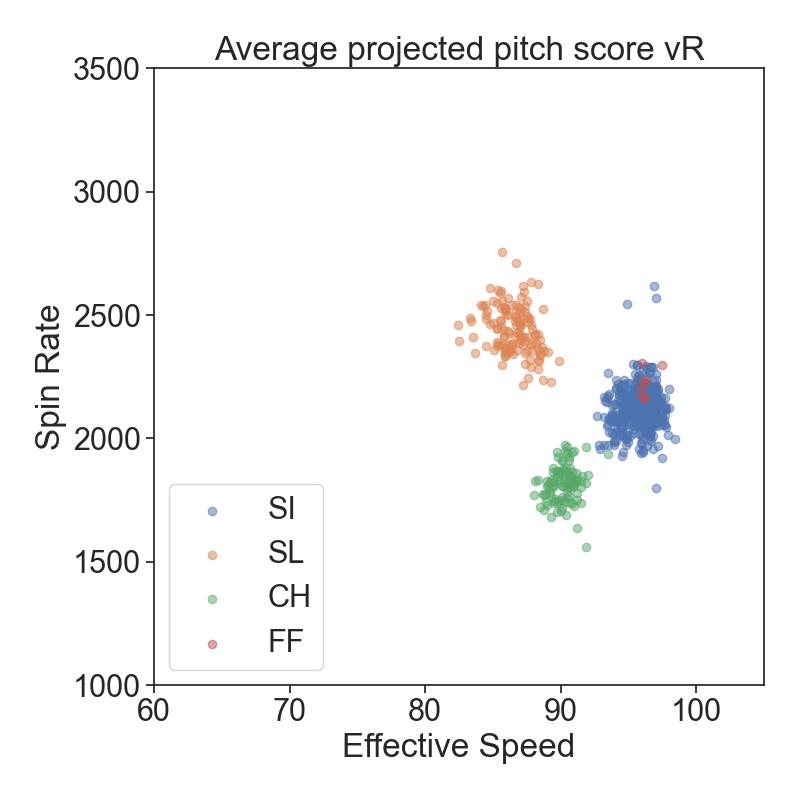 Average projected pitch score vR
3500
3000
2500
2000
1500
1000
Spin Rate
SI
SL
CH
FF
60 70 80 90 100
Effective Speed